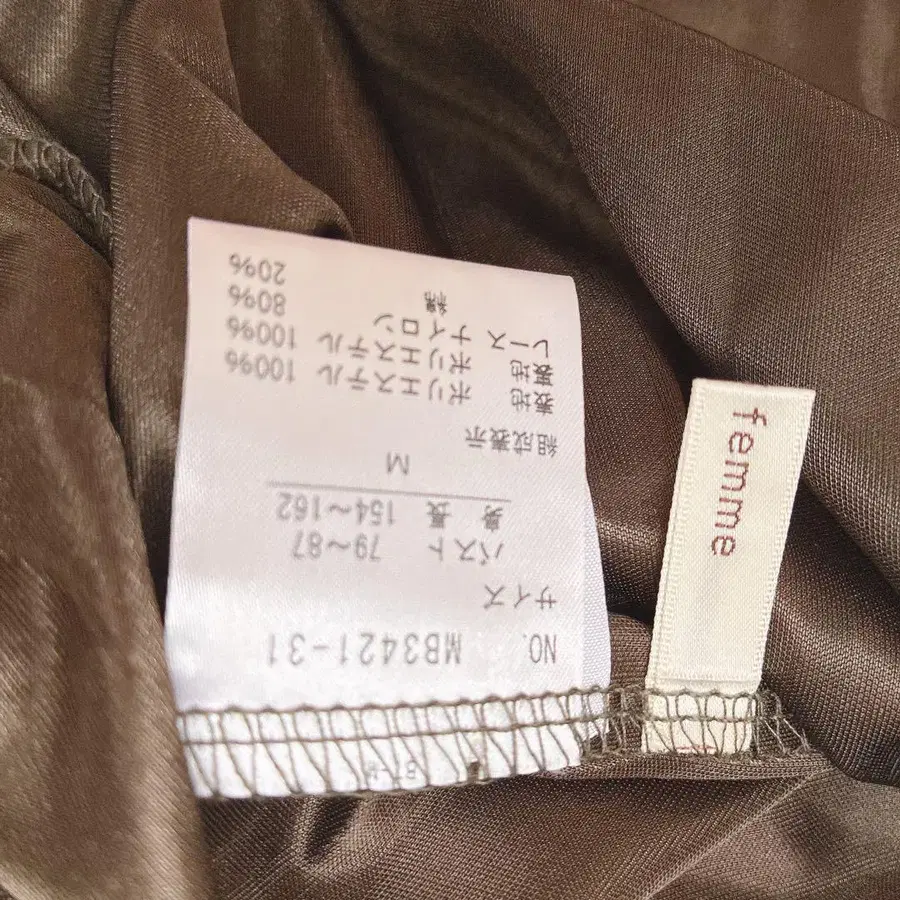 NO. MB3421-31
サイズ
バスト 79~87
身長 154~162
M
組成表示
表地 ポリエステル 100%
裏地 ポリエステル 100%
レース ナイロン 80%
綿 20%
femme